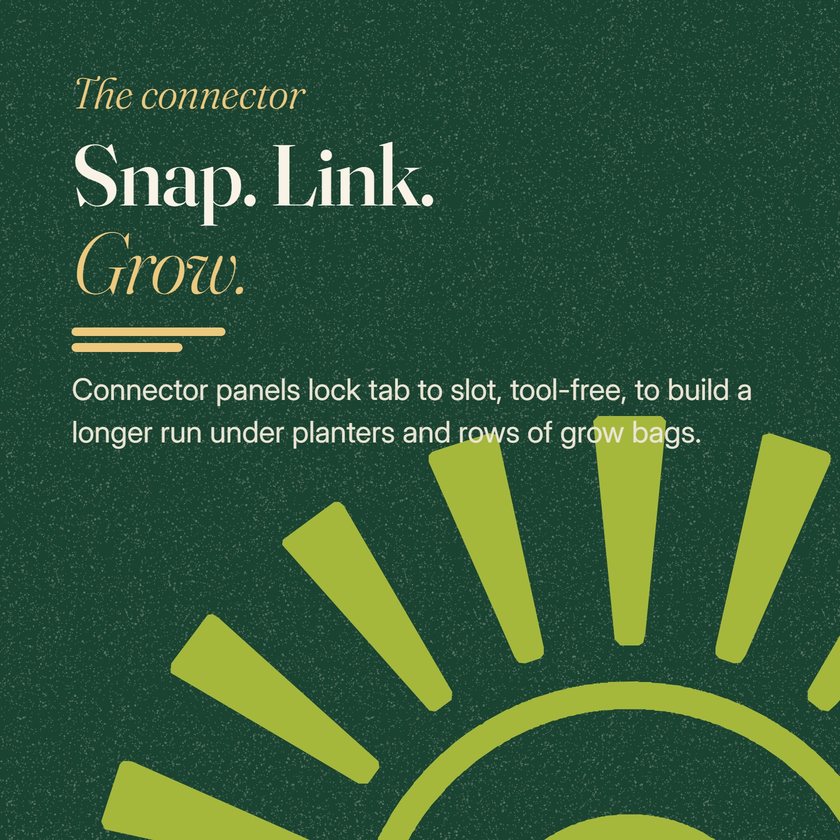 The connector
Snap. Link.
Grow.
Connector panels lock tab to slot, tool-free, to build a
longer run under planters and rows of grow bags.